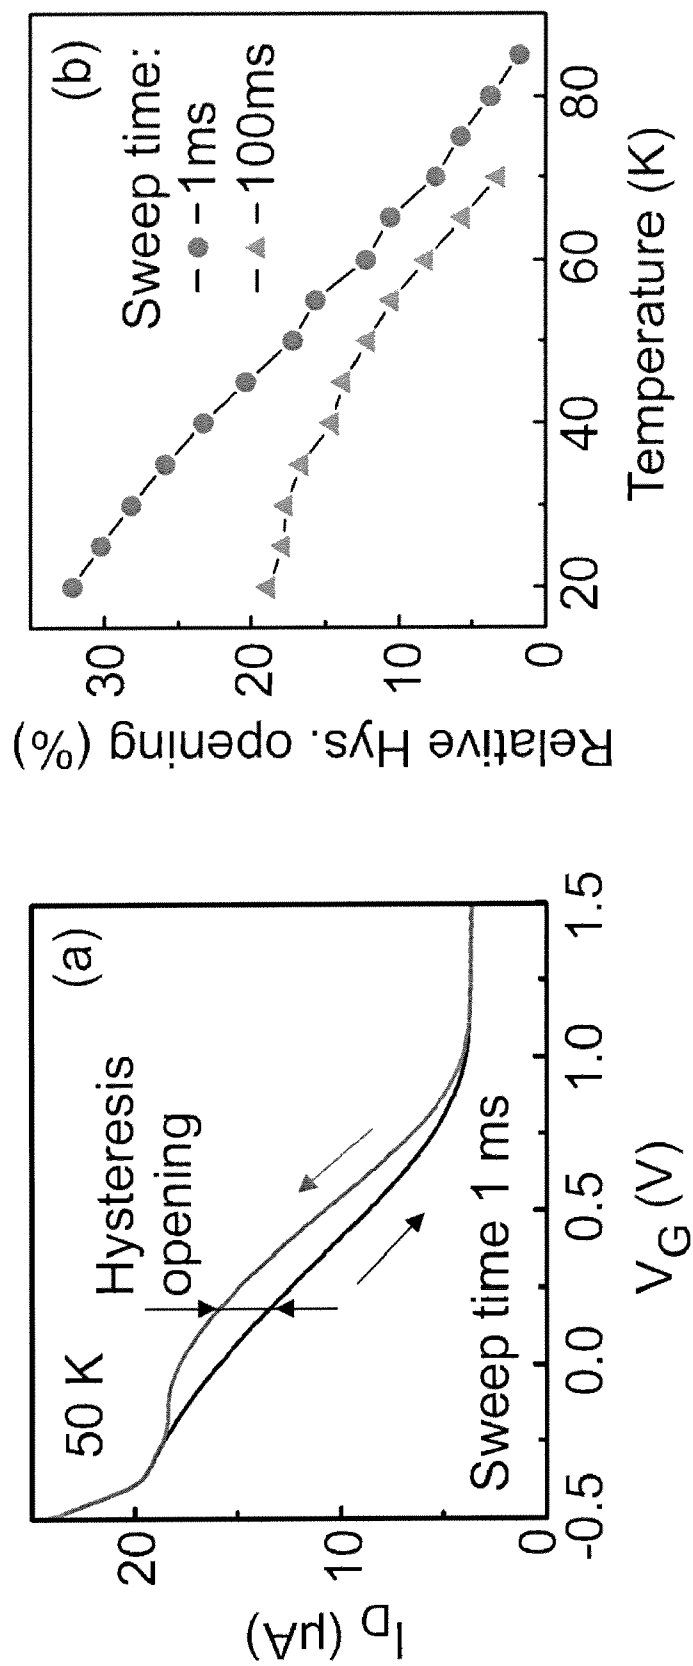 (a)
50 K
Hysteresis
opening
Sweep time 1 ms
I_D (µA)
20
10
0
-0.5
0.0
0.5
1.0
1.5
V_G (V)
(b)
Sweep time:
1ms
100ms
Relative Hys. opening (%)
30
20
10
0
20
40
60
80
Temperature (K)